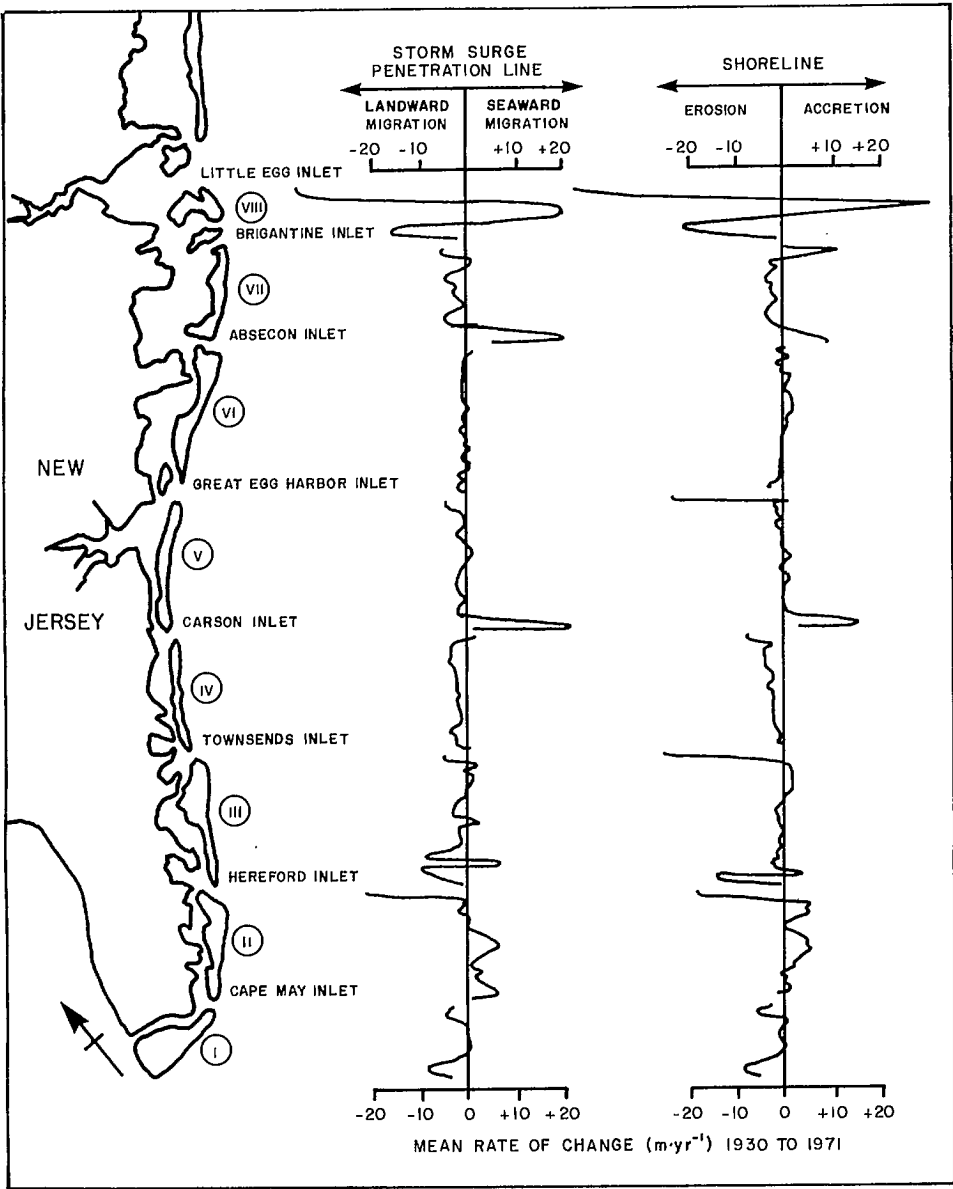 STORM SURGE
PENETRATION LINE
SHORELINE
LANDWARD
MIGRATION
SEAWARD
MIGRATION
EROSION
ACCRETION
-20 -10 +10 +20
-20 -10 0 +10 +20
LITTLE EGG INLET
VIII
BRIGANTINE INLET
VII
ABSECON INLET
VI
NEW
GREAT EGG HARBOR INLET
V
JERSEY
CARSON INLET
IV
TOWNSENDS INLET
III
HEREFORD INLET
II
CAPE MAY INLET
I
-20 -10 0 +10 +20
-20 -10 0 +10 +20
MEAN RATE OF CHANGE (m·yr⁻¹) 1930 TO 1971